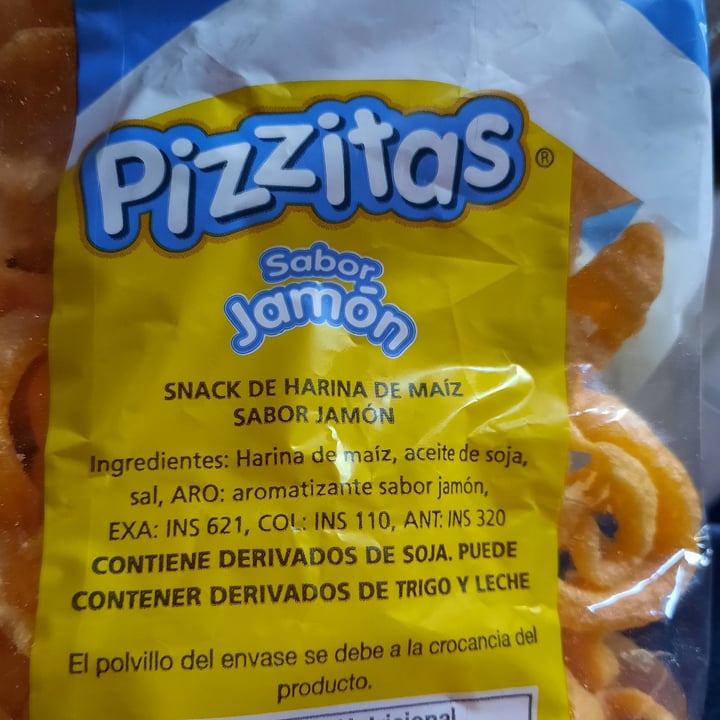 Pizzitas ®
Sabor
Jamón
SNACK DE HARINA DE MAÍZ
SABOR JAMÓN
Ingredientes: Harina de maíz, aceite de soja,
sal, ARO: aromatizante sabor jamón,
EXA: INS 621, COL: INS 110, ANT: INS 320
CONTIENE DERIVADOS DE SOJA. PUEDE
CONTENER DERIVADOS DE TRIGO Y LECHE
El polvillo del envase se debe a la crocancia del
producto.